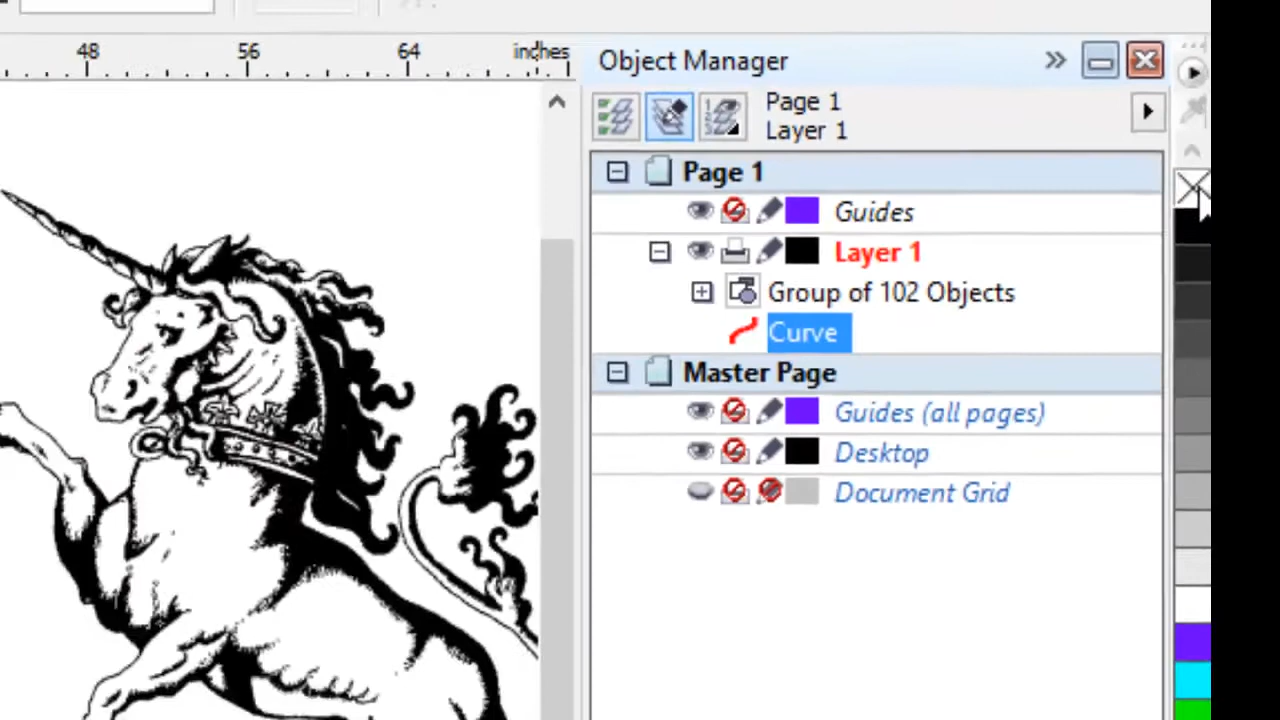 48 56 64 inches
Object Manager
Page 1
Layer 1
Page 1
Guides
Layer 1
Group of 102 Objects
Curve
Master Page
Guides (all pages)
Desktop
Document Grid